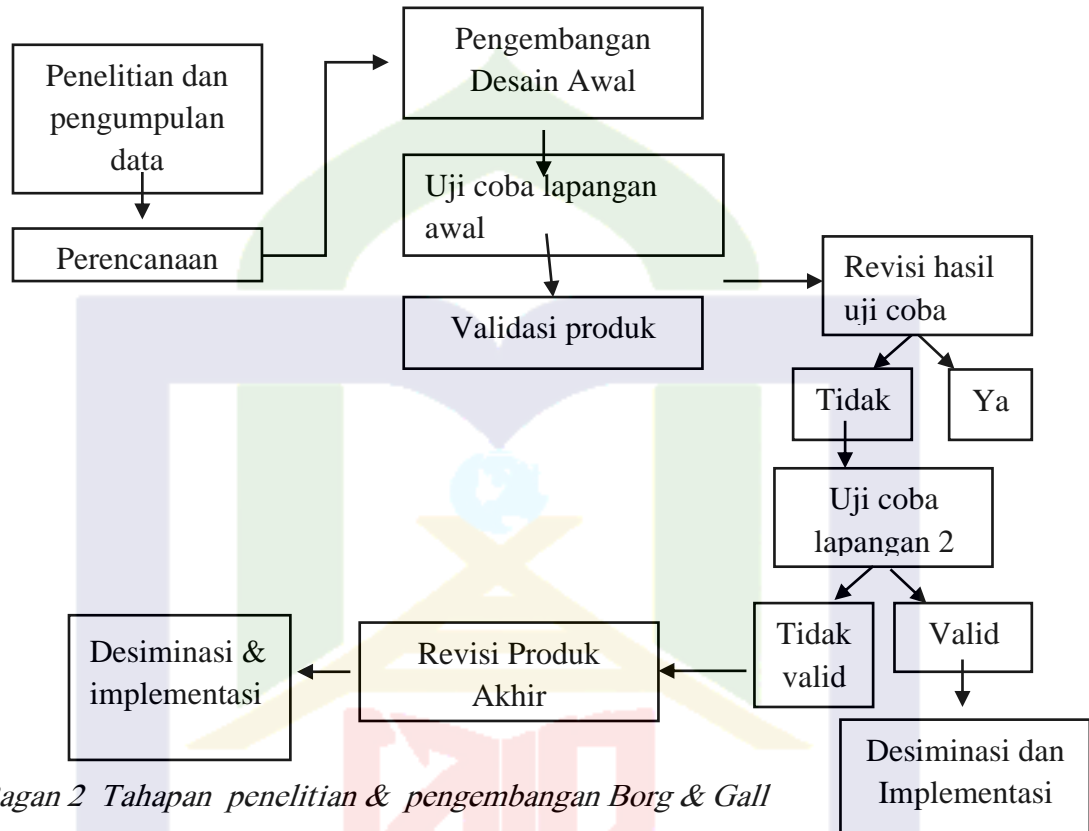 Penelitian dan
pengumpulan
data
Perencanaan
Pengembangan
Desain Awal
Uji coba lapangan
awal
Validasi produk
Revisi hasil
uji coba
Tidak
Ya
Uji coba
lapangan 2
Tidak
valid
Valid
Revisi Produk
Akhir
Desiminasi &
implementasi
Desiminasi dan
Implementasi
agan 2 Tahapan penelitian & pengembangan Borg & Gall